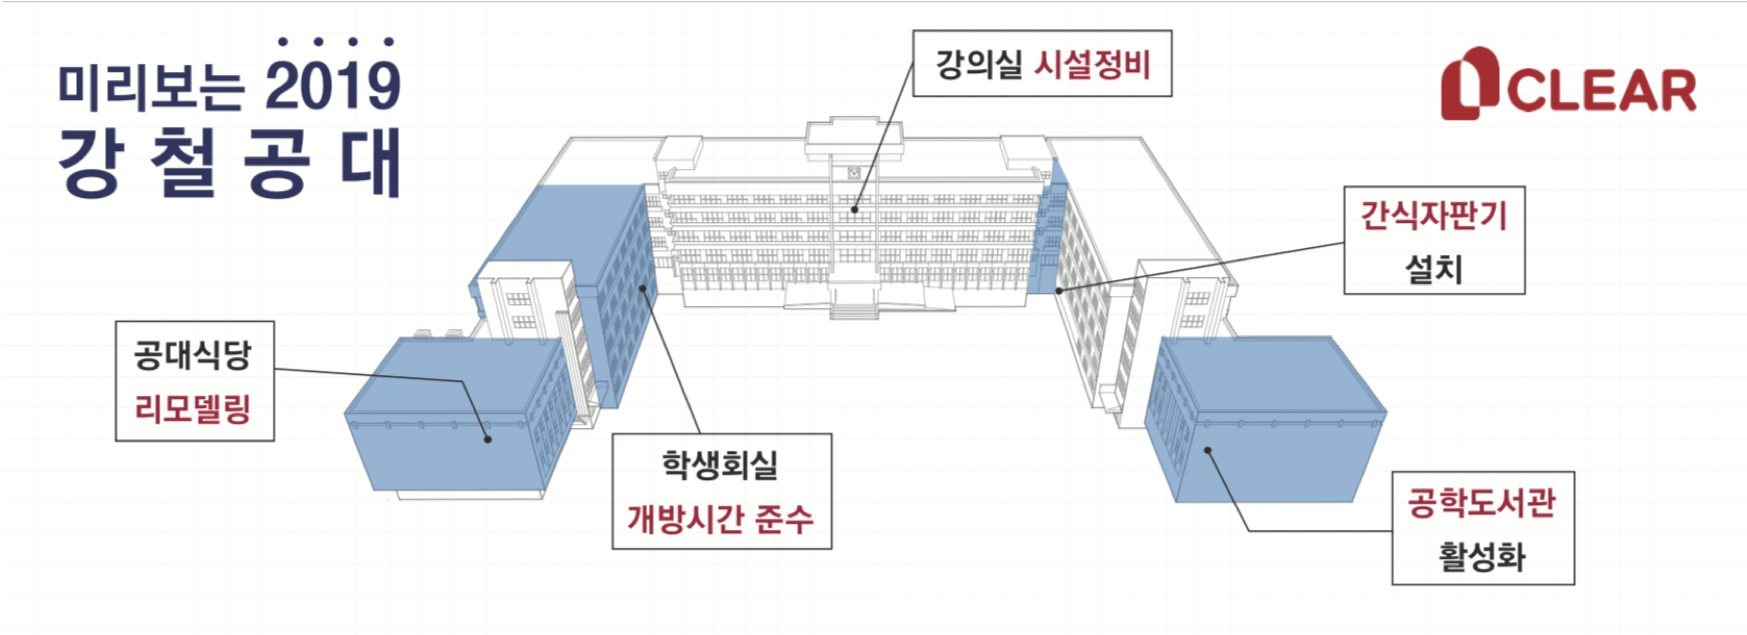 미리보는 2019
강철공대
CLEAR
강의실 시설정비
간식자판기
설치
공대식당
리모델링
학생회실
개방시간 준수
공학도서관
활성화